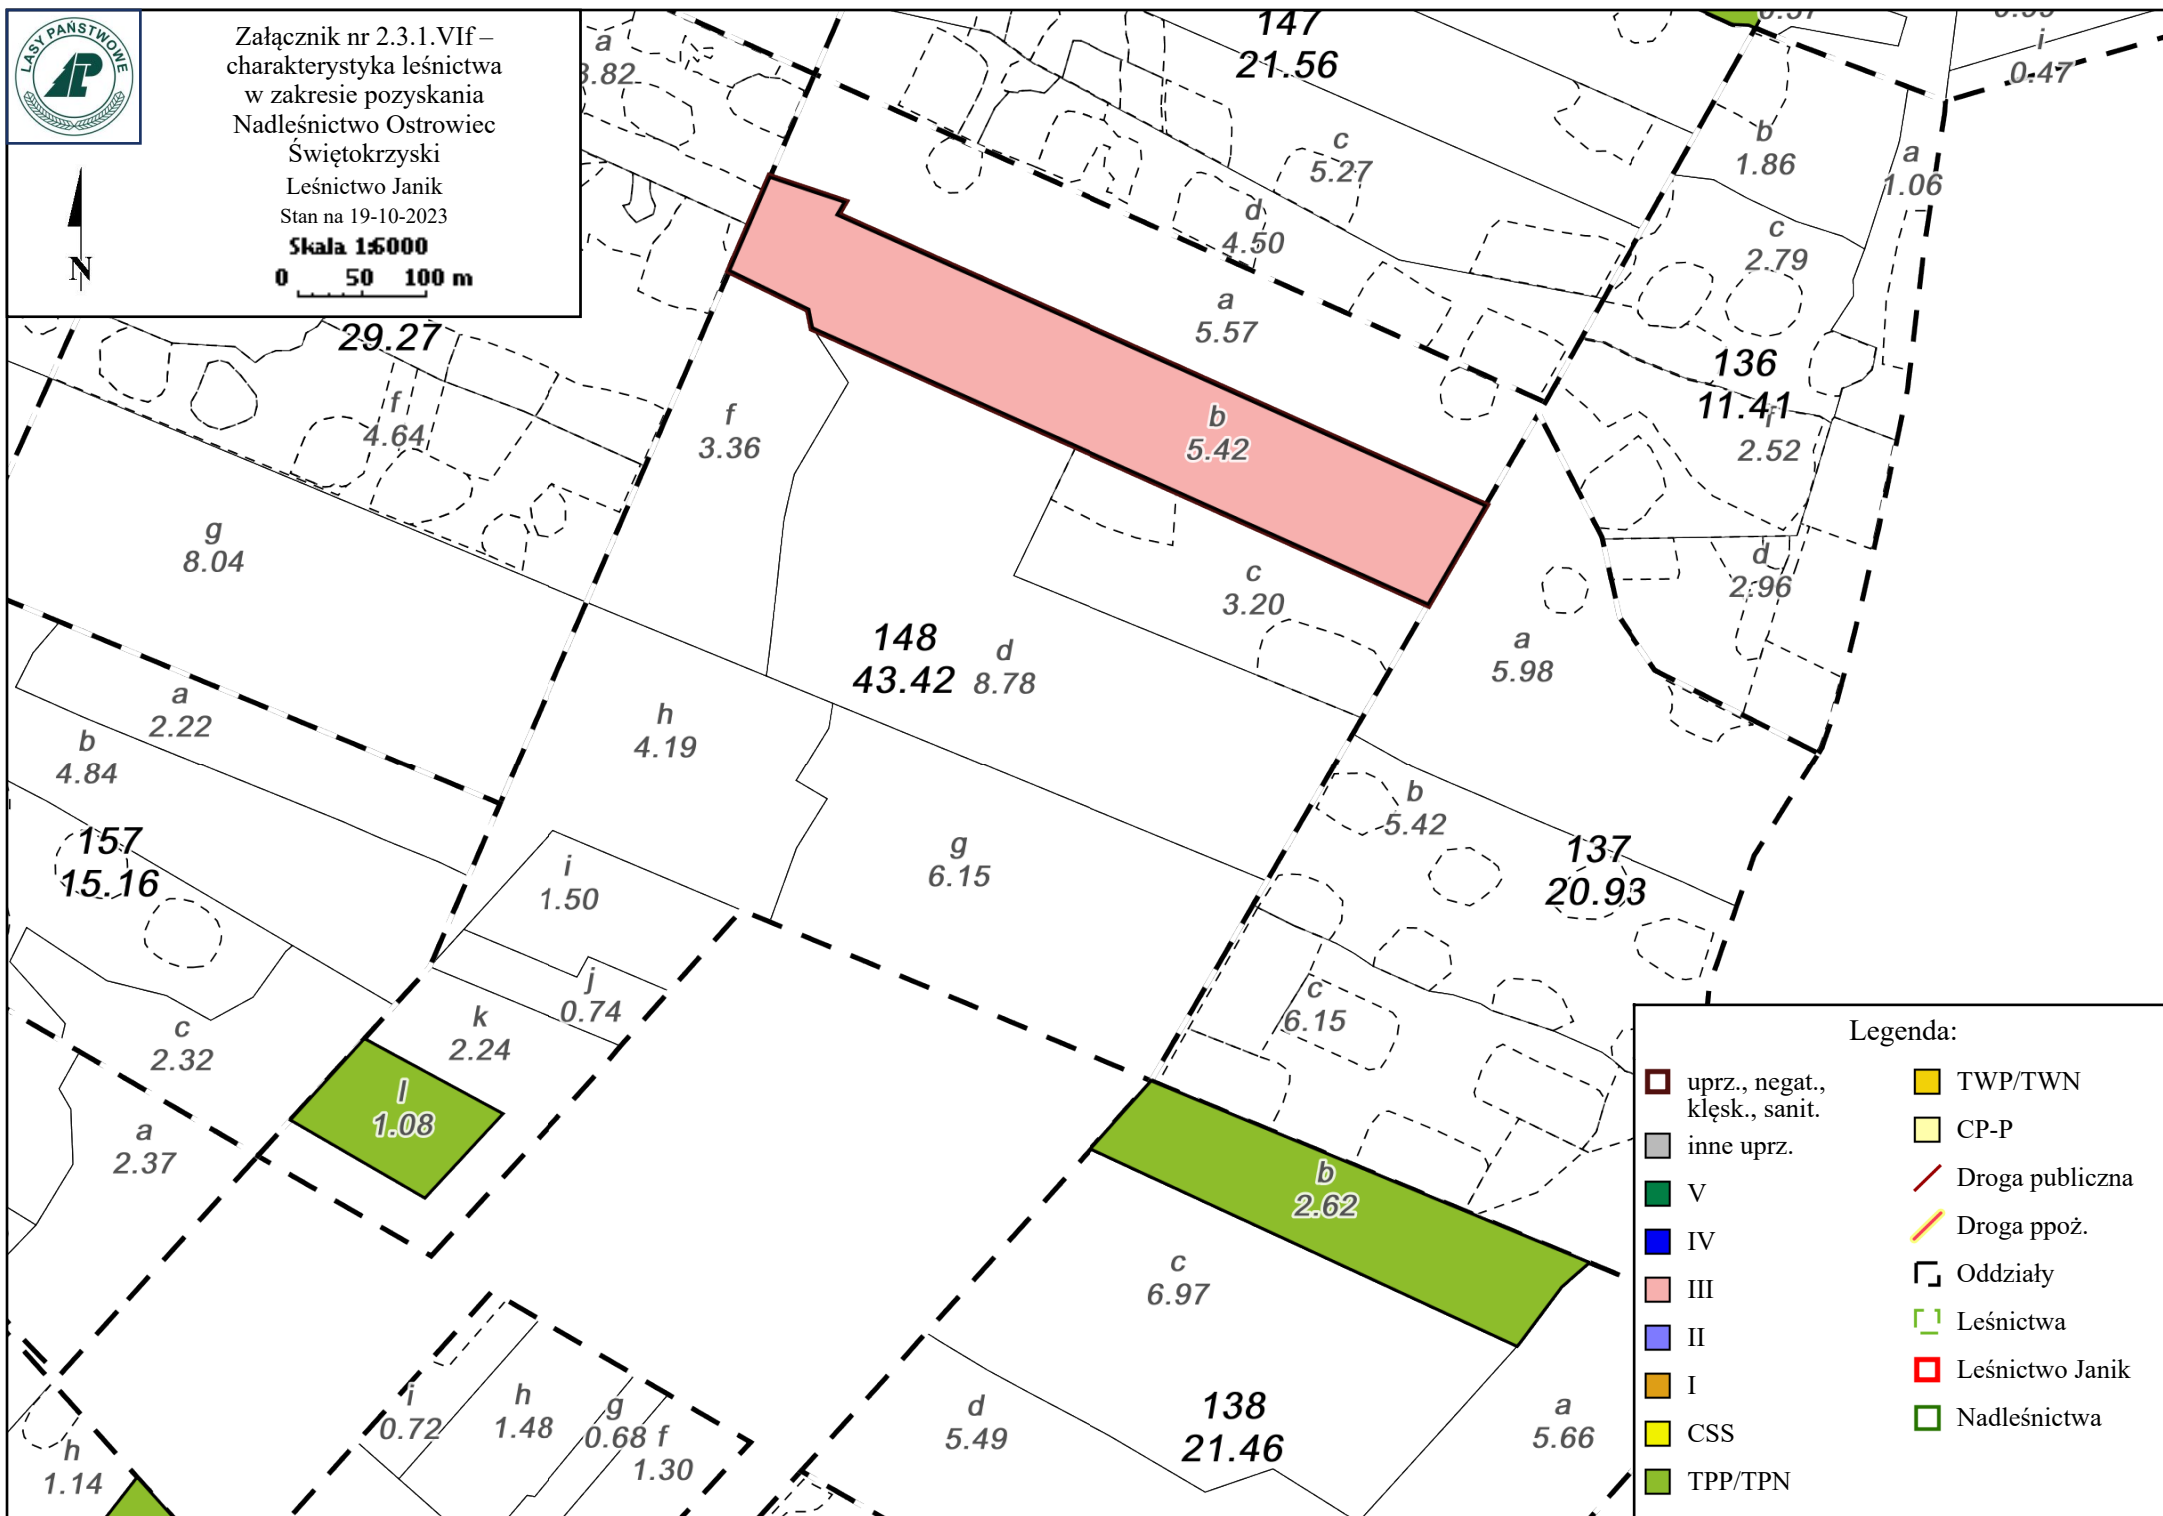 LASY PAŃSTWOWE
Załącznik nr 2.3.1.VIf –
charakterystyka leśnictwa
w zakresie pozyskania
Nadleśnictwo Ostrowiec
Świętokrzyski
Leśnictwo Janik
Stan na 19-10-2023
Skala 1:6000
0 50 100 m
N
a
3.82
147
21.56
i
0.47
b
1.86
a
1.06
c
5.27
d
4.50
c
2.79
a
5.57
29.27
136
11.41
f
2.52
f
4.64
f
3.36
b
5.42
g
8.04
c
3.20
d
2.96
148
43.42
d
8.78
a
5.98
a
2.22
h
4.19
b
4.84
b
5.42
157
15.16
i
1.50
g
6.15
137
20.93
j
0.74
c
6.15
k
2.24
c
2.32
l
1.08
a
2.37
b
2.62
c
6.97
i
0.72
h
1.48
g
0.68
f
1.30
d
5.49
138
21.46
a
5.66
h
1.14
Legenda:
uprz., negat.,
klęsk., sanit.
inne uprz.
V
IV
III
II
I
CSS
TPP/TPN
TWP/TWN
CP-P
Droga publiczna
Droga ppoż.
Oddziały
Leśnictwa
Leśnictwo Janik
Nadleśnictwa